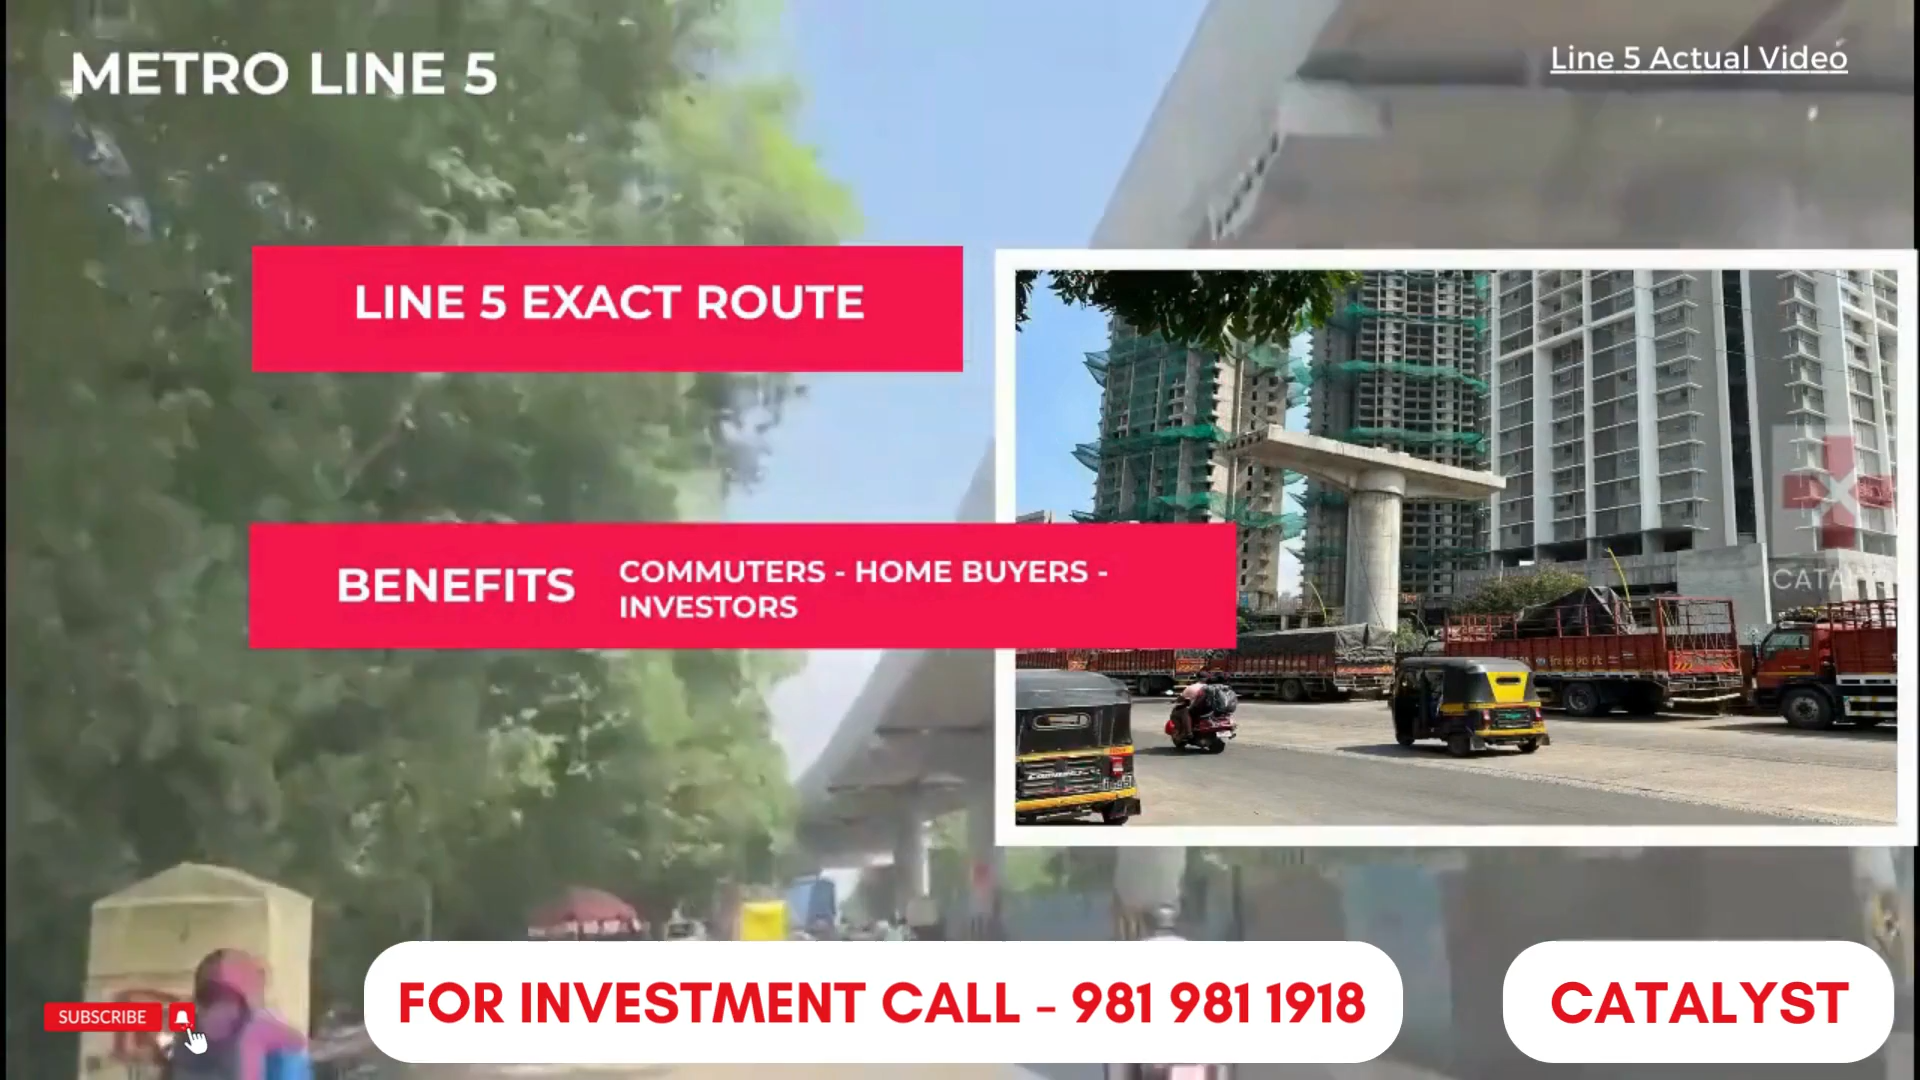 METRO LINE 5
Line 5 Actual Video
LINE 5 EXACT ROUTE
BENEFITS
COMMUTERS - HOME BUYERS -
INVESTORS
CATA
SUBSCRIBE
FOR INVESTMENT CALL - 981 981 1918
CATALYST